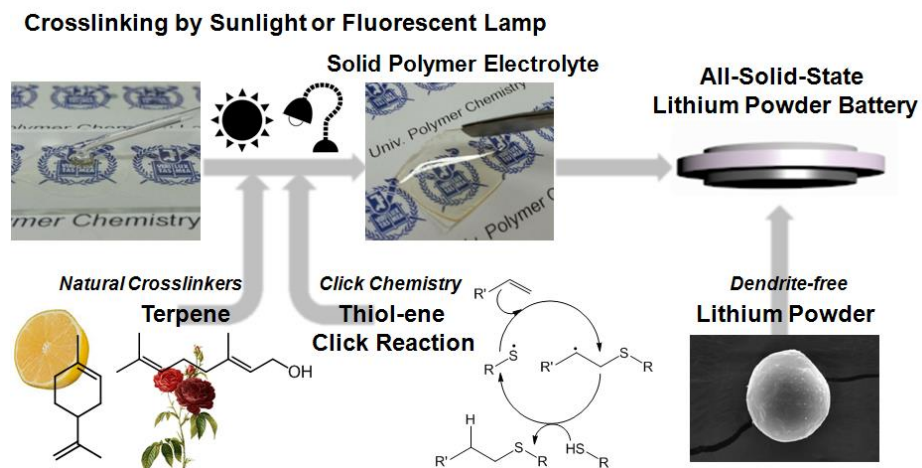 Crosslinking by Sunlight or Fluorescent Lamp
Solid Polymer Electrolyte
All-Solid-State
Lithium Powder Battery
Univ. Polymer Chemistry
Polymer Chemistry
Natural Crosslinkers
Terpene
OH
Click Chemistry
Thiol-ene
Click Reaction
R'
R
S
R'
S
R
H
R'
S
R
HS
R
Dendrite-free
Lithium Powder